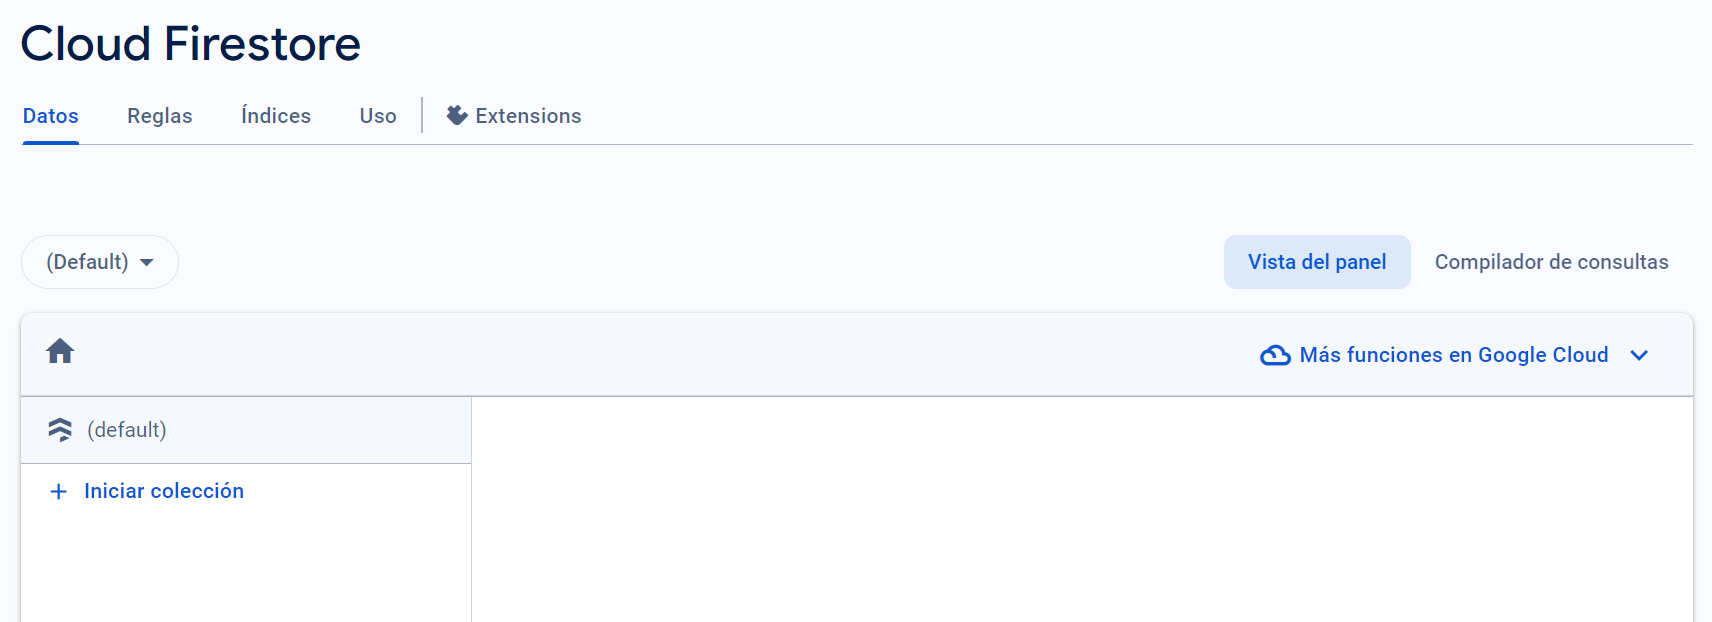 Cloud Firestore
Datos Reglas Índices Uso Extensions
(Default) Vista del panel Compilador de consultas
Más funciones en Google Cloud
(default)
+ Iniciar colección